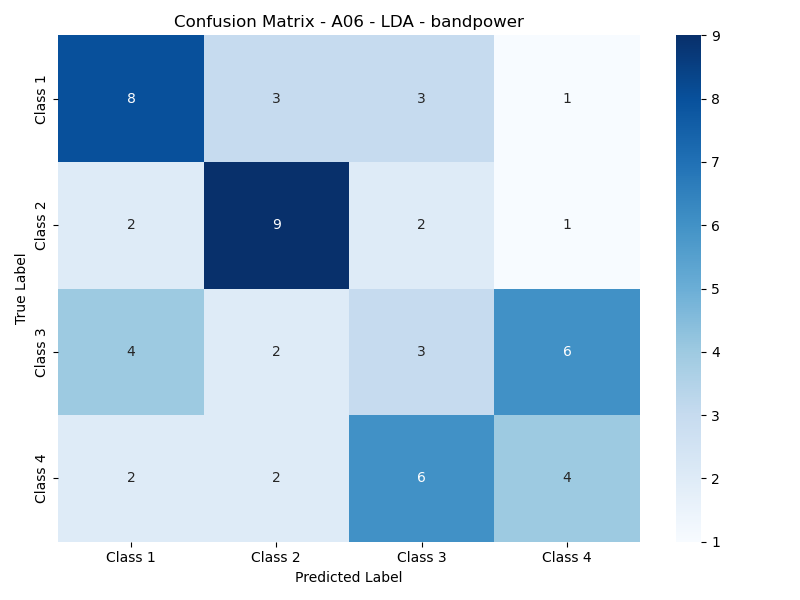 Confusion Matrix - A06 - LDA - bandpower
True Label
Class 1
8 3 3 1
Class 2
2 9 2 1
Class 3
4 2 3 6
Class 4
2 2 6 4
Class 1 Class 2 Class 3 Class 4
Predicted Label
9
8
7
6
5
4
3
2
1